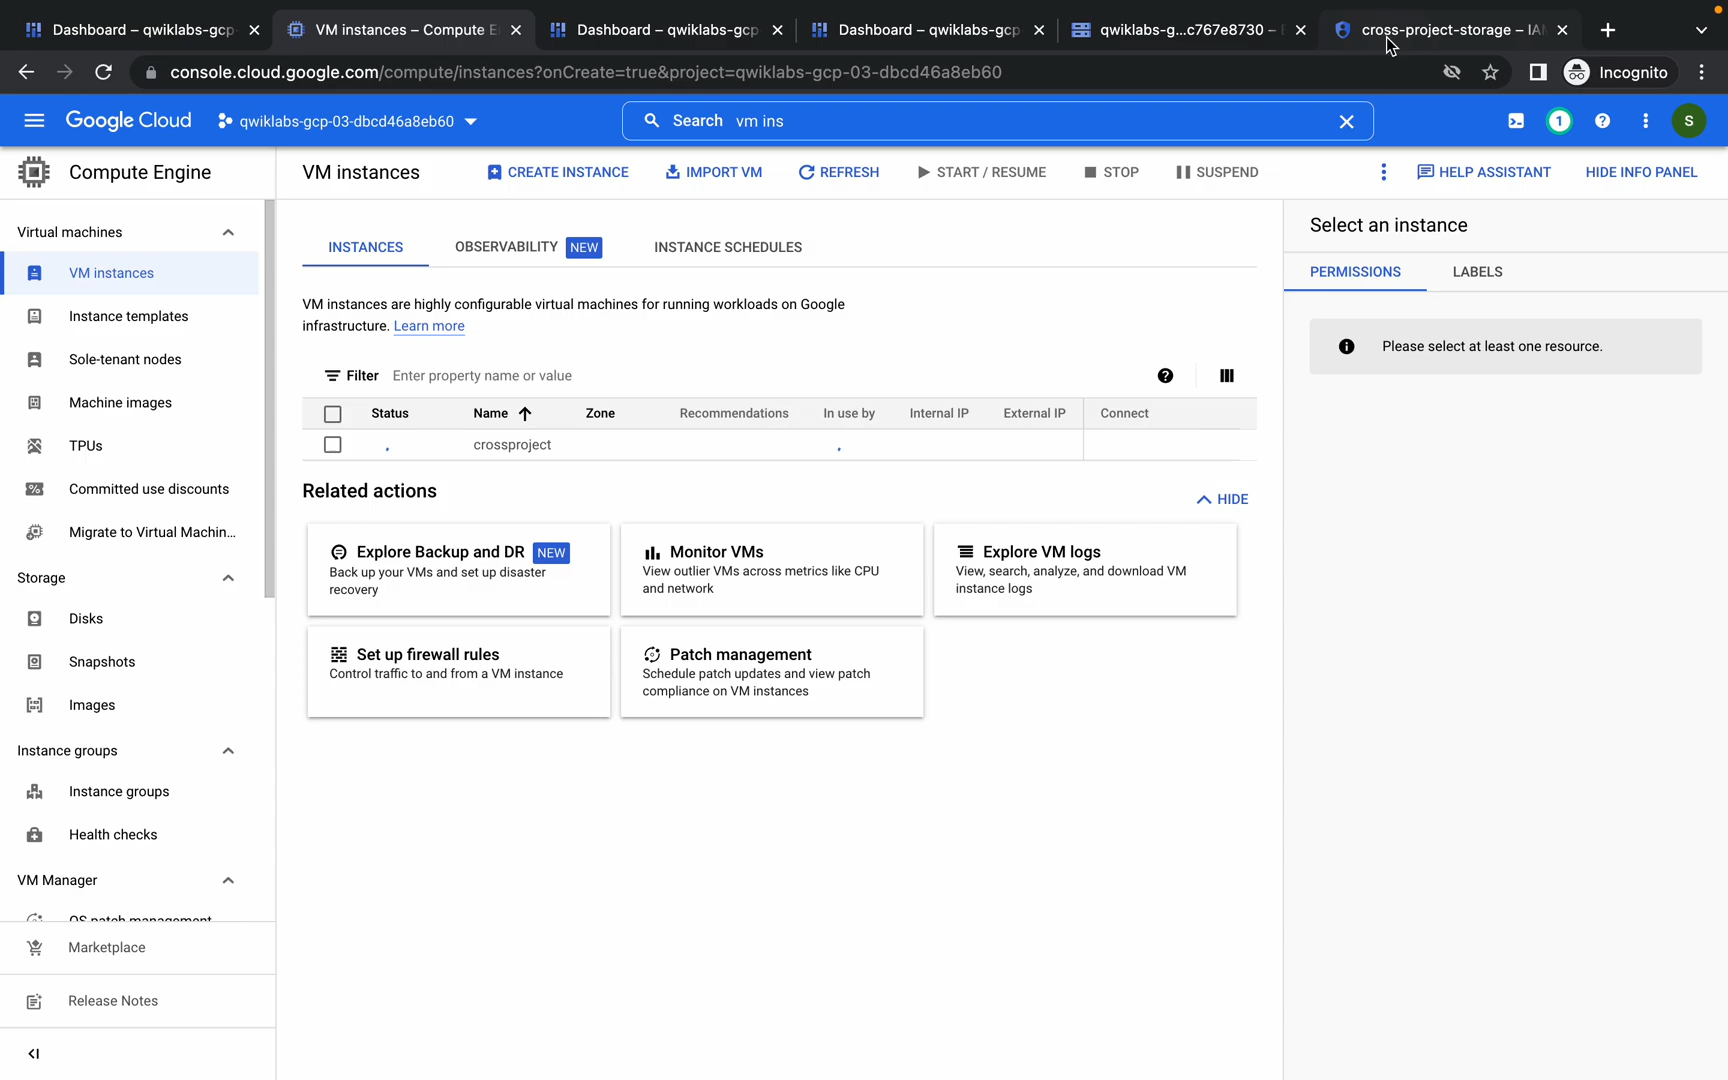 Dashboard – qwiklabs-gcp-
VM instances – Compute E
Dashboard – qwiklabs-gcp
Dashboard – qwiklabs-gcp
qwiklabs-g...c767e8730 –
cross-project-storage – IAM
console.cloud.google.com/compute/instances?onCreate=true&project=qwiklabs-gcp-03-dbcd46a8eb60
Incognito
Google Cloud
qwiklabs-gcp-03-dbcd46a8eb60
Search vm ins
1
S
Compute Engine
VM instances
CREATE INSTANCE
IMPORT VM
REFRESH
START / RESUME
STOP
SUSPEND
HELP ASSISTANT
HIDE INFO PANEL
Virtual machines
VM instances
Instance templates
Sole-tenant nodes
Machine images
TPUs
Committed use discounts
Migrate to Virtual Machin...
Storage
Disks
Snapshots
Images
Instance groups
Instance groups
Health checks
VM Manager
OS patch management
Marketplace
Release Notes
INSTANCES
OBSERVABILITY NEW
INSTANCE SCHEDULES
VM instances are highly configurable virtual machines for running workloads on Google
infrastructure. Learn more
Filter Enter property name or value
Status Name Zone Recommendations In use by Internal IP External IP Connect
crossproject
Related actions
HIDE
Explore Backup and DR NEW
Back up your VMs and set up disaster
recovery
Monitor VMs
View outlier VMs across metrics like CPU
and network
Explore VM logs
View, search, analyze, and download VM
instance logs
Set up firewall rules
Control traffic to and from a VM instance
Patch management
Schedule patch updates and view patch
compliance on VM instances
Select an instance
PERMISSIONS
LABELS
Please select at least one resource.